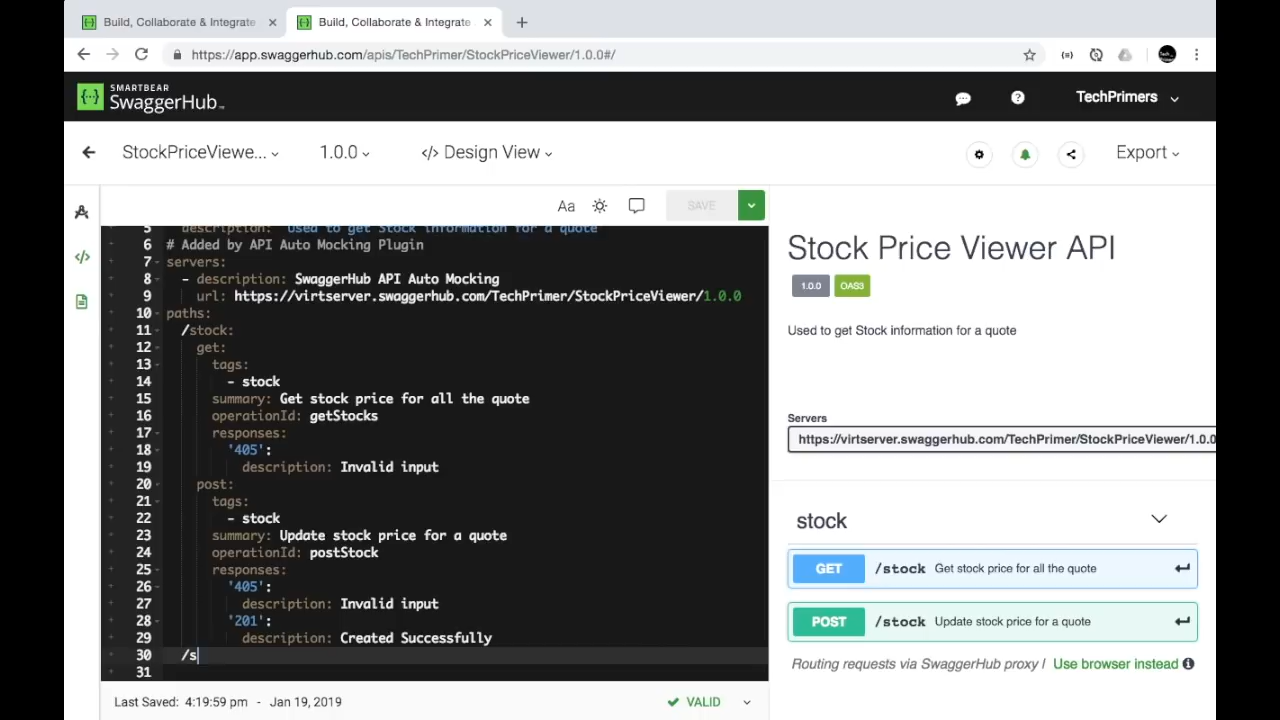 Build, Collaborate & Integrate
Build, Collaborate & Integrate
https://app.swaggerhub.com/apis/TechPrimer/StockPriceViewer/1.0.0#/
SMARTBEAR
SwaggerHub™
TechPrimers
StockPriceViewe...
1.0.0
</> Design View
Export
Aa
SAVE
5 description: Used to get Stock information for a quote
6 # Added by API Auto Mocking Plugin
7 servers:
8 - description: SwaggerHub API Auto Mocking
9 url: https://virtserver.swaggerhub.com/TechPrimer/StockPriceViewer/1.0.0
10 paths:
11 /stock:
12 get:
13 tags:
14 - stock
15 summary: Get stock price for all the quote
16 operationId: getStocks
17 responses:
18 '405':
19 description: Invalid input
20 post:
21 tags:
22 - stock
23 summary: Update stock price for a quote
24 operationId: postStock
25 responses:
26 '405':
27 description: Invalid input
28 '201':
29 description: Created Successfully
30 /s
31
Last Saved: 4:19:59 pm - Jan 19, 2019
VALID
Stock Price Viewer API
1.0.0 OAS3
Used to get Stock information for a quote
Servers
https://virtserver.swaggerhub.com/TechPrimer/StockPriceViewer/1.0.0
stock
GET /stock Get stock price for all the quote
POST /stock Update stock price for a quote
Routing requests via SwaggerHub proxy / Use browser instead